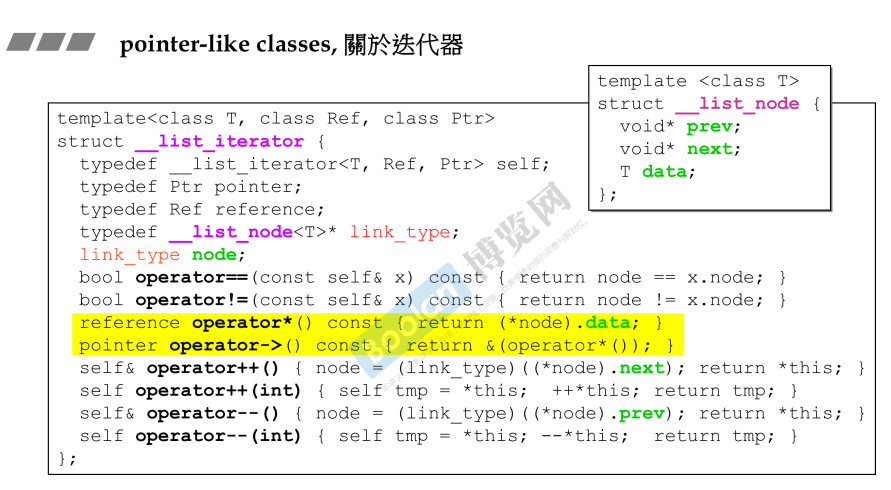 pointer-like classes, 關於迭代器
template <class T>
struct __list_node {
  void* prev;
  void* next;
  T data;
};
template<class T, class Ref, class Ptr>
struct __list_iterator {
  typedef __list_iterator<T, Ref, Ptr> self;
  typedef Ptr pointer;
  typedef Ref reference;
  typedef __list_node<T>* link_type;
  link_type node;
  bool operator==(const self& x) const { return node == x.node; }
  bool operator!=(const self& x) const { return node != x.node; }
  reference operator*() const { return (*node).data; }
  pointer operator->() const { return &(operator*()); }
  self& operator++() { node = (link_type)((*node).next); return *this; }
  self operator++(int) { self tmp = *this;  ++*this; return tmp; }
  self& operator--() { node = (link_type)((*node).prev); return *this; }
  self operator--(int) { self tmp = *this; --*this;  return tmp; }
};
Boolan 博览网